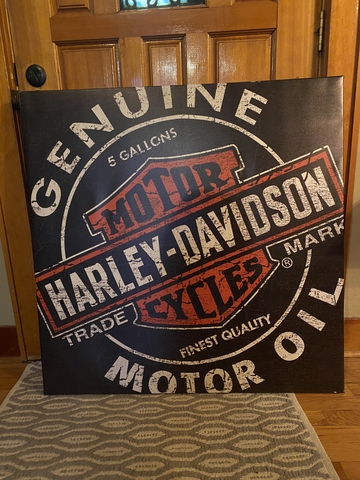 GENUINE
5 GALLONS
MOTOR
HARLEY-DAVIDSON
CYCLES
®
TRADE MARK
FINEST QUALITY
MOTOR OIL